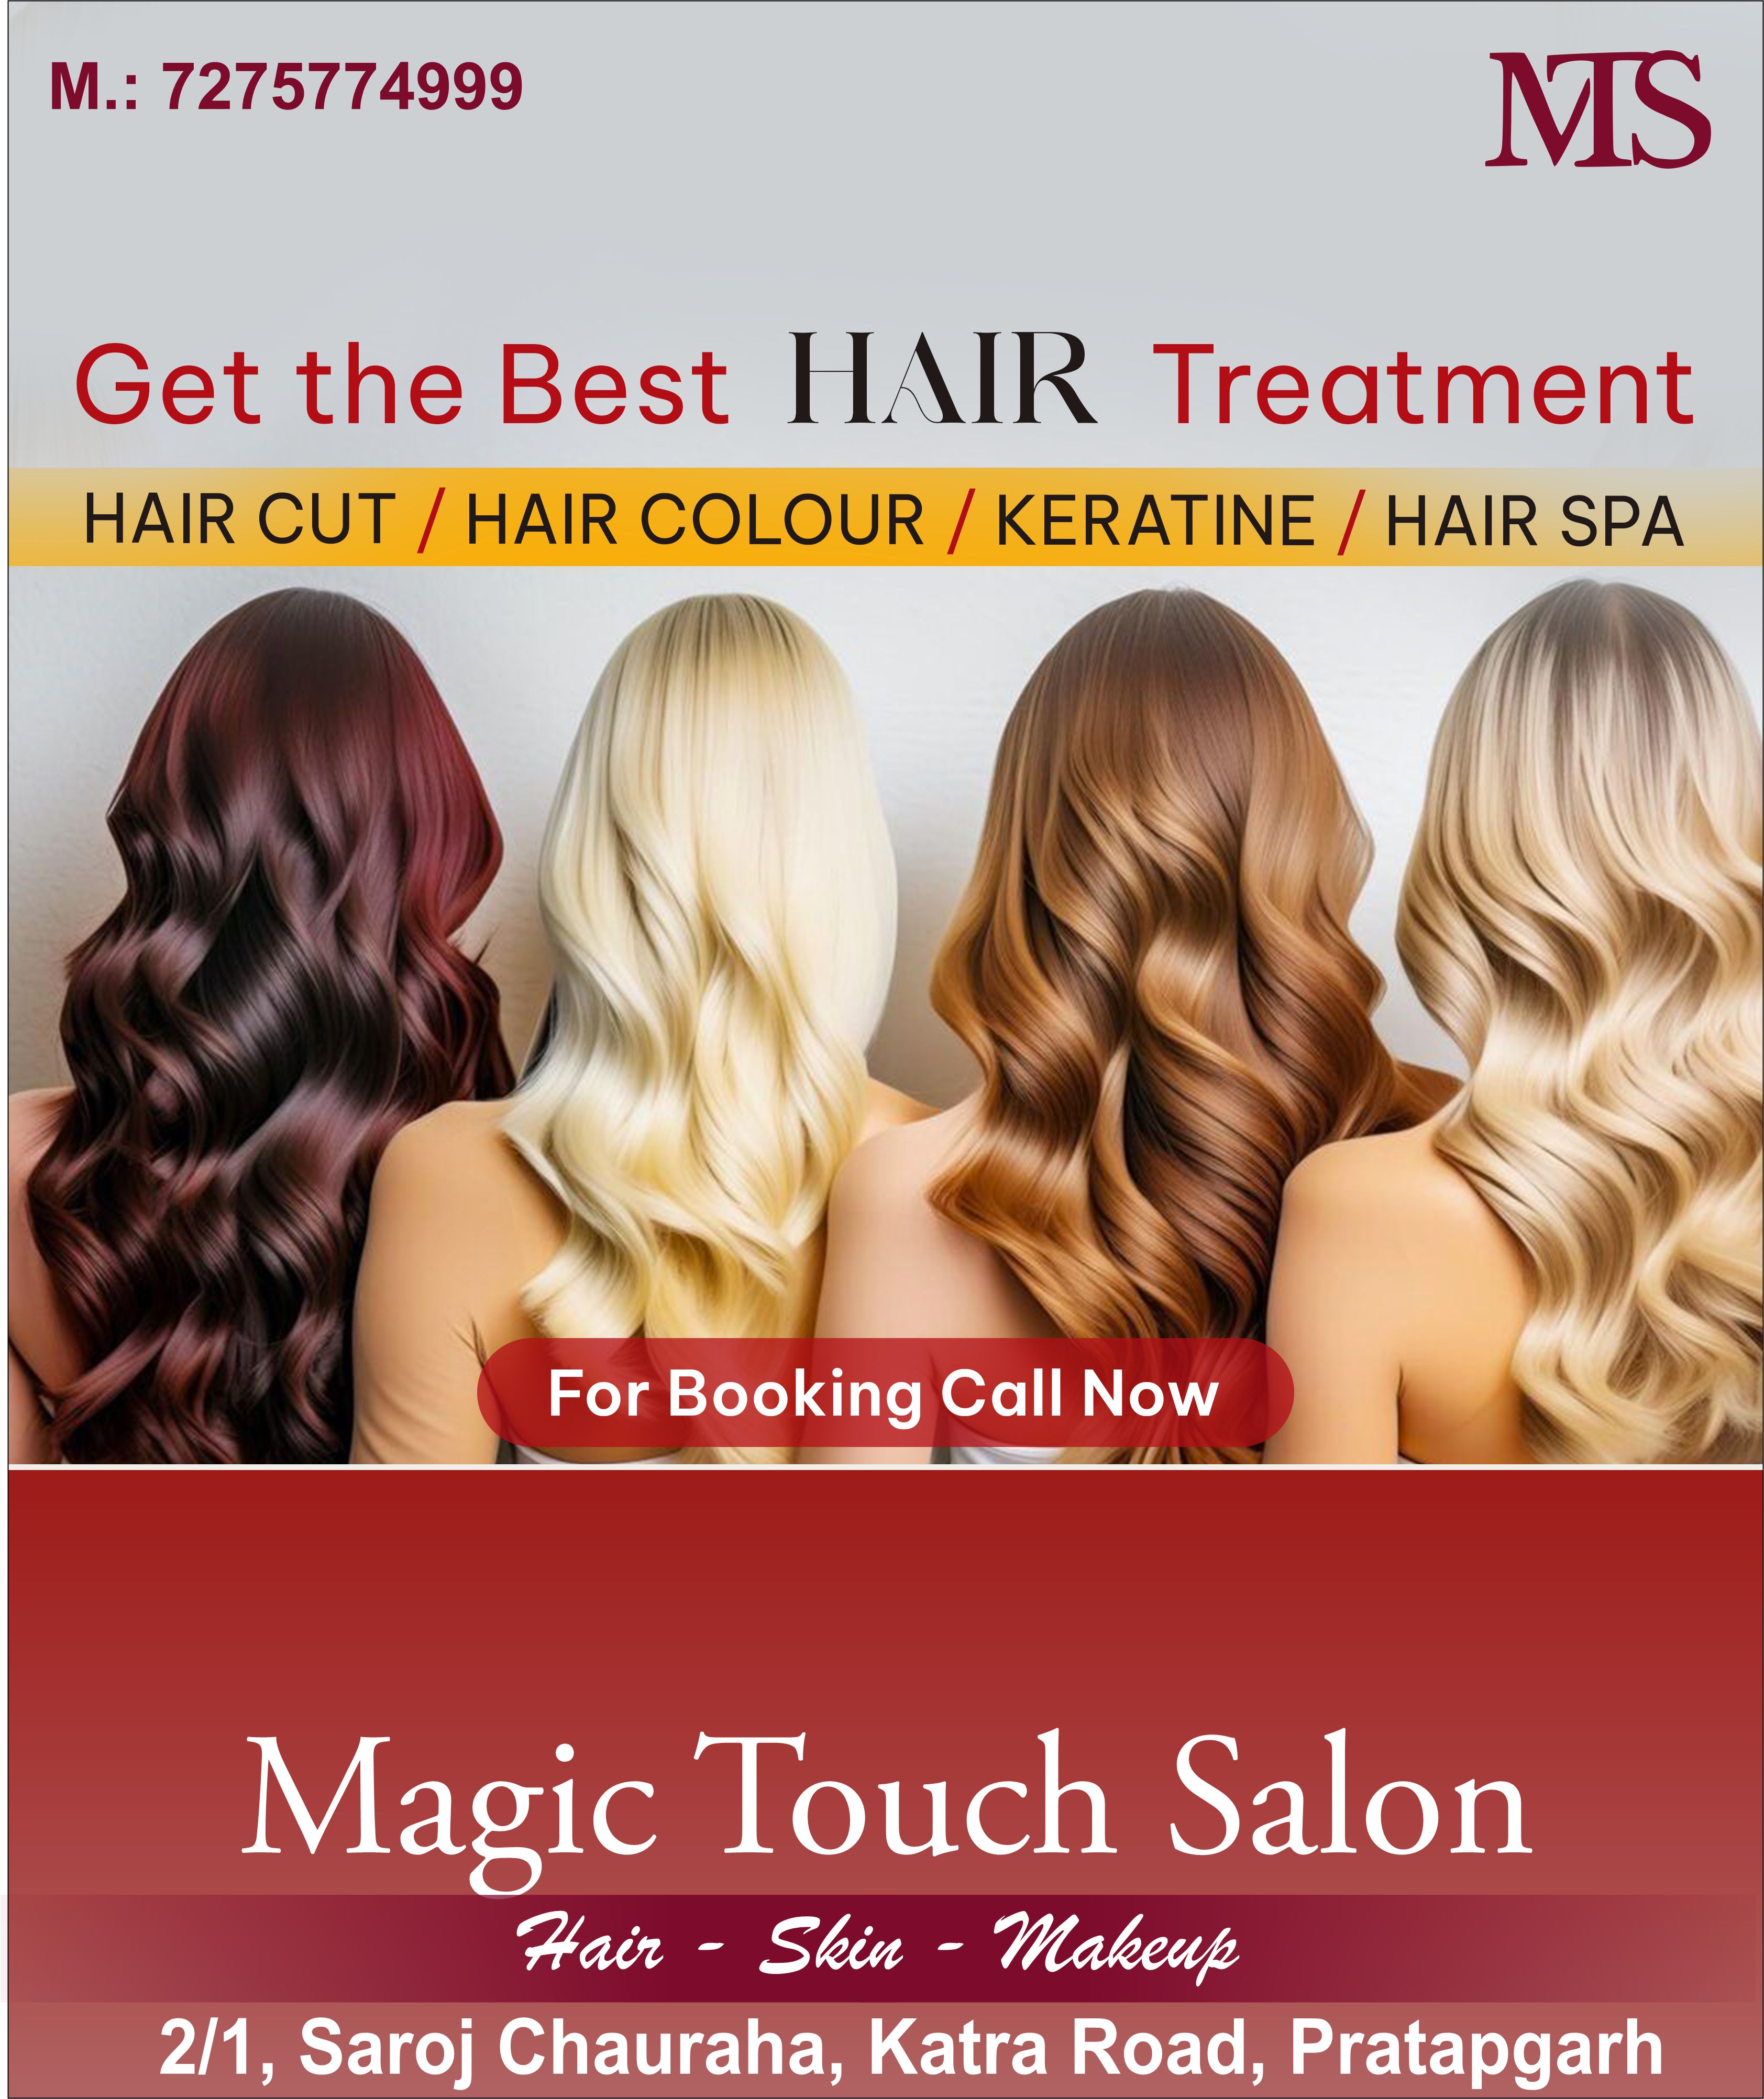 M.: 7275774999
MTS
Get the Best HAIR Treatment
HAIR CUT / HAIR COLOUR / KERATINE / HAIR SPA
For Booking Call Now
Magic Touch Salon
Hair - Skin - Makeup
2/1, Saroj Chauraha, Katra Road, Pratapgarh